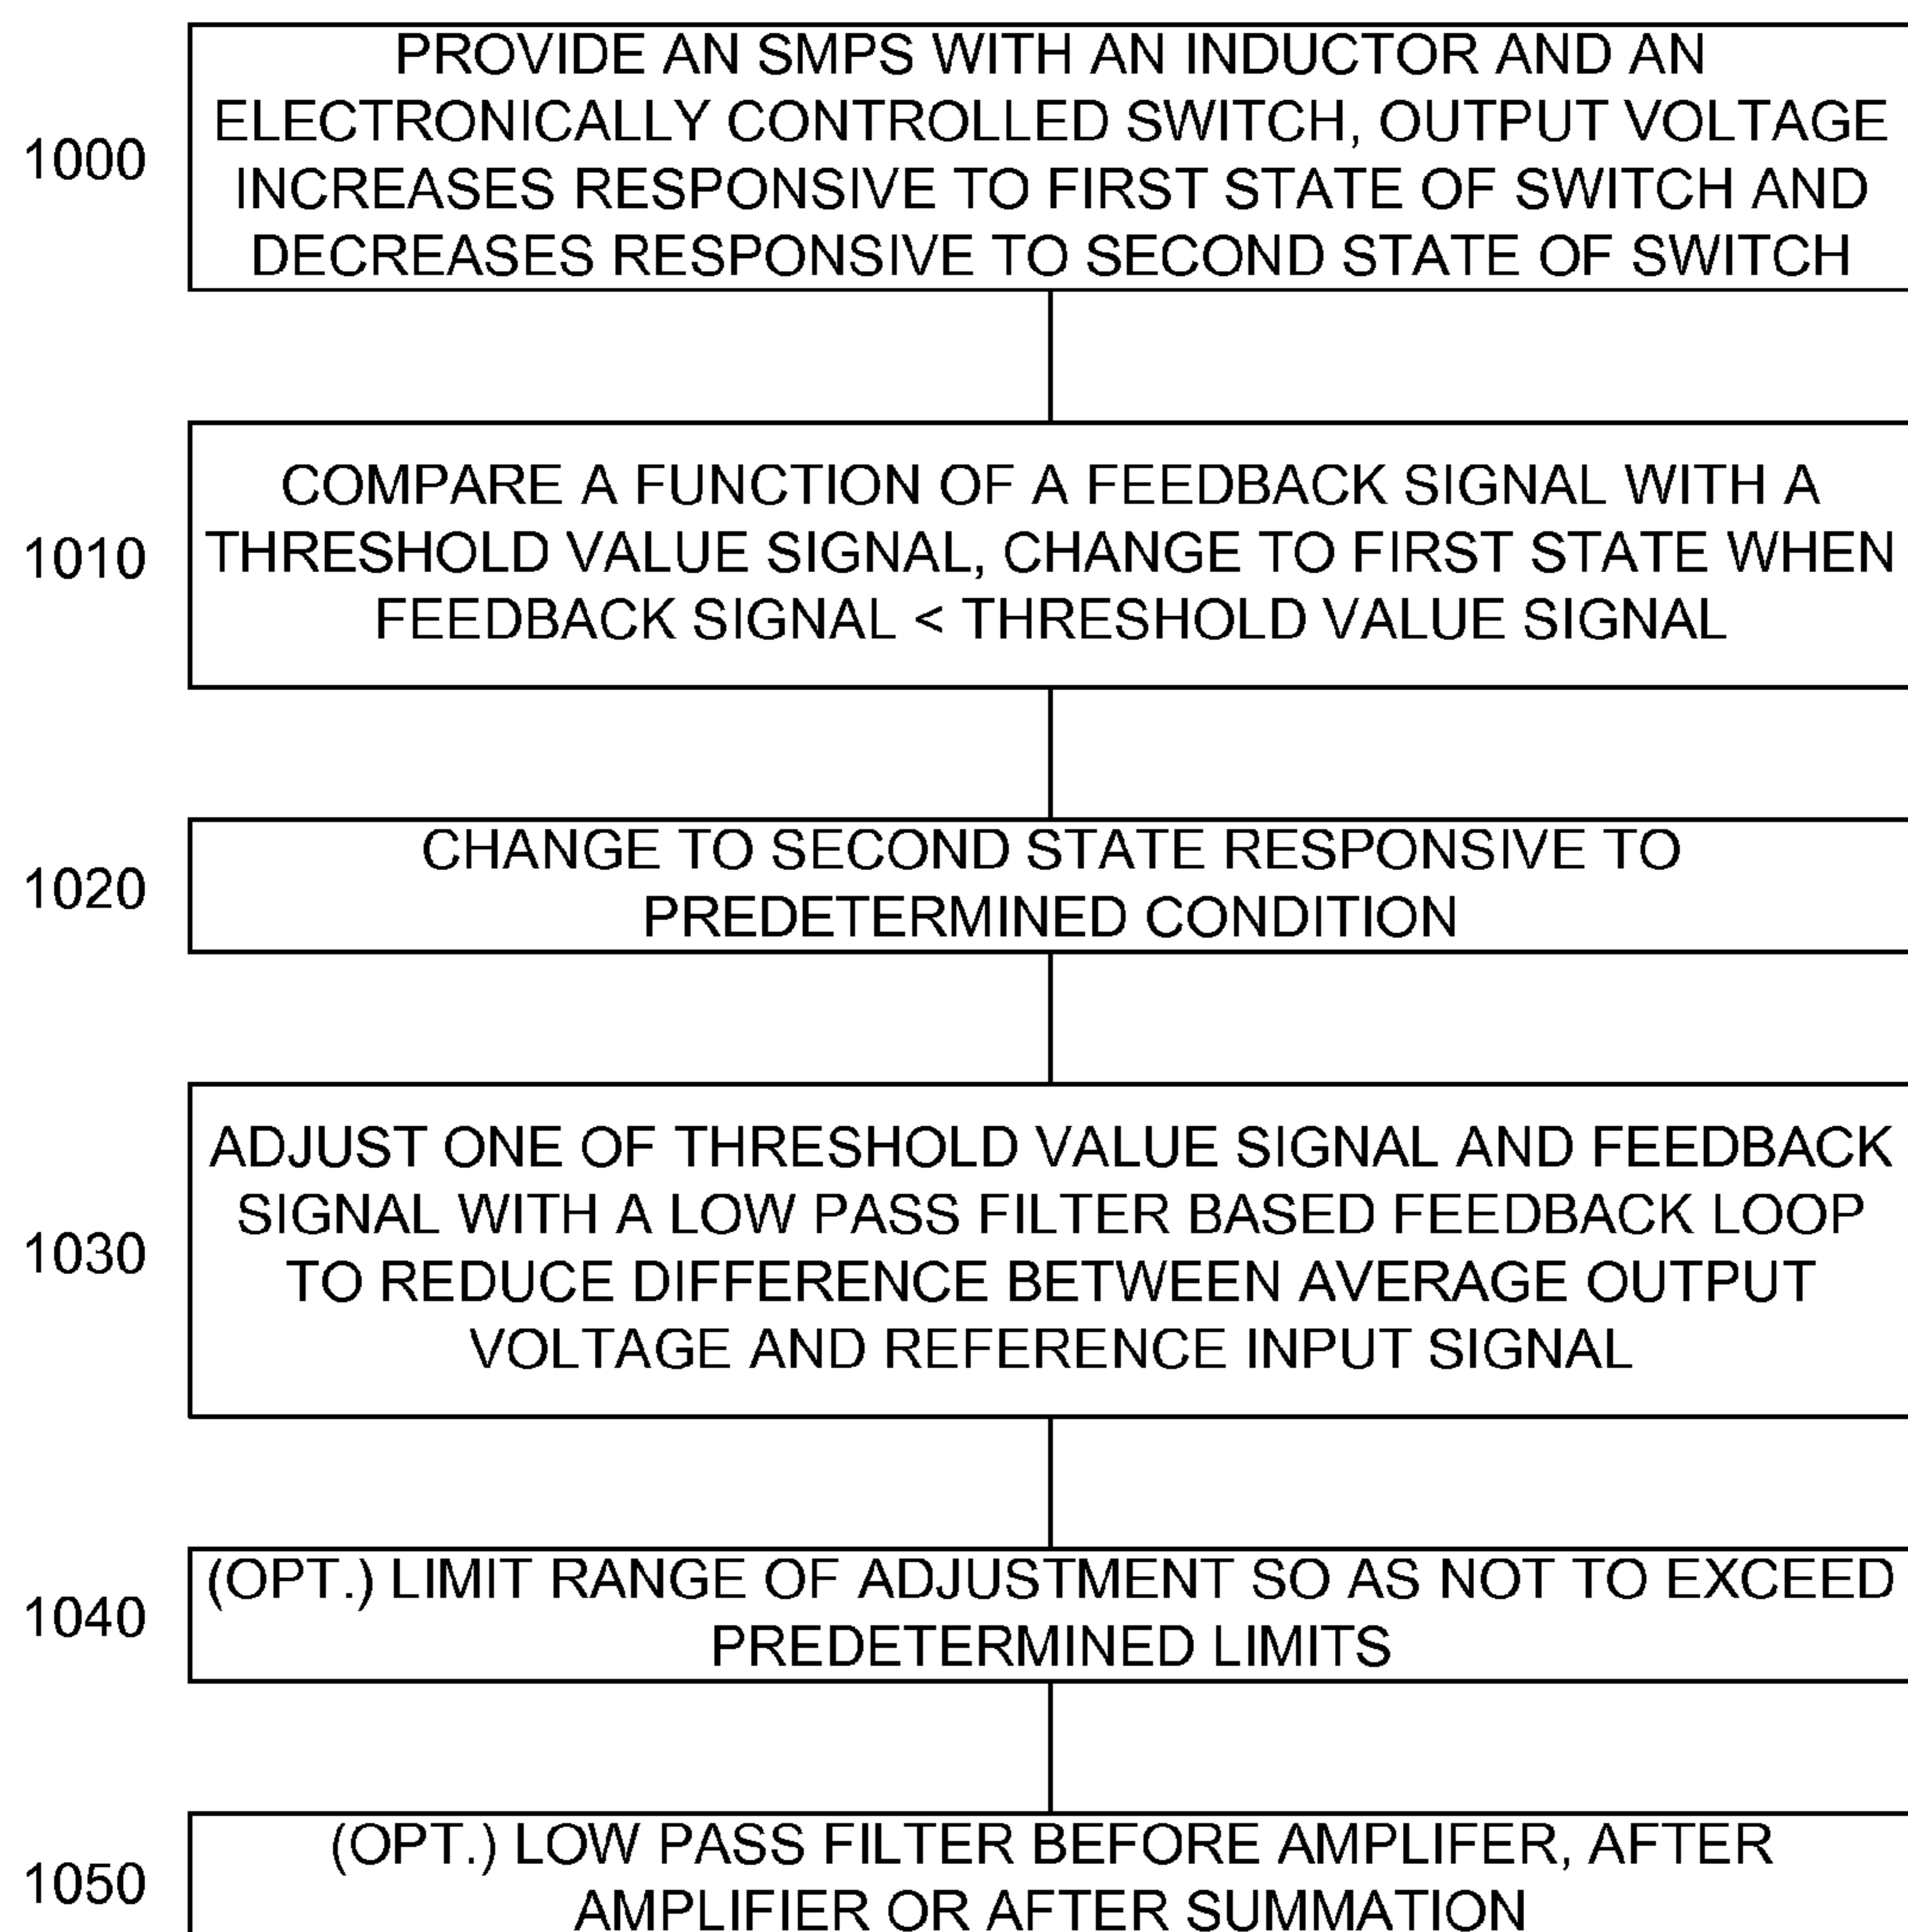 PROVIDE AN SMPS WITH AN INDUCTOR AND AN
ELECTRONICALLY CONTROLLED SWITCH, OUTPUT VOLTAGE
1000
INCREASES RESPONSIVE TO FIRST STATE OF SWITCH AND
DECREASES RESPONSIVE TO SECOND STATE OF SWITCH
COMPARE A FUNCTION OF A FEEDBACK SIGNAL WITH A
1010
THRESHOLD VALUE SIGNAL, CHANGE TO FIRST STATE WHEN
FEEDBACK SIGNAL < THRESHOLD VALUE SIGNAL
1020
CHANGE TO SECOND STATE RESPONSIVE TO
PREDETERMINED CONDITION
ADJUST ONE OF THRESHOLD VALUE SIGNAL AND FEEDBACK
SIGNAL WITH A LOW PASS FILTER BASED FEEDBACK LOOP
1030
TO REDUCE DIFFERENCE BETWEEN AVERAGE OUTPUT
VOLTAGE AND REFERENCE INPUT SIGNAL
1040
(OPT.) LIMIT RANGE OF ADJUSTMENT SO AS NOT TO EXCEED
PREDETERMINED LIMITS
1050
(OPT.) LOW PASS FILTER BEFORE AMPLIFER, AFTER
AMPLIFIER OR AFTER SUMMATION